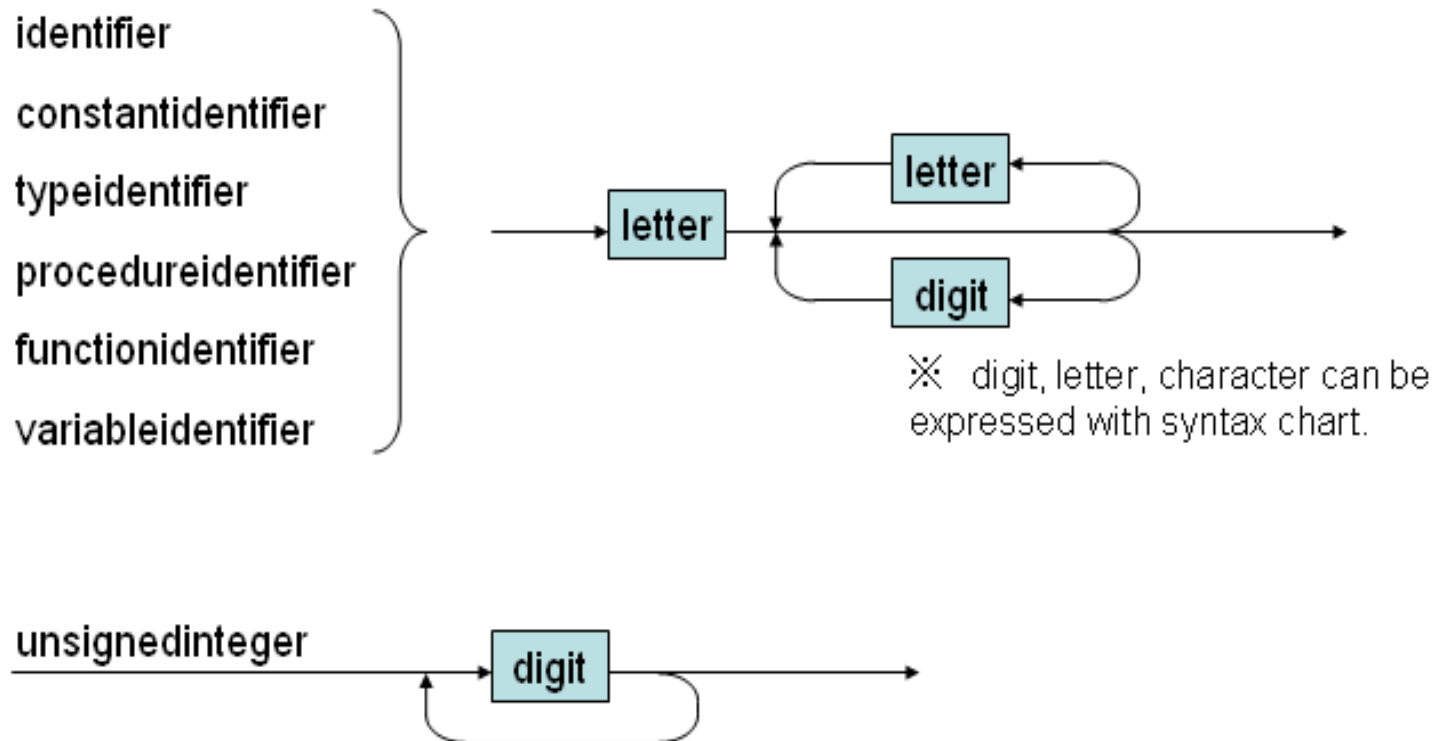 identifier
constantidentifier
typeidentifier
procedureidentifier
functionidentifier
variableidentifier
letter
letter
digit
※ digit, letter, character can be
expressed with syntax chart.
unsignedinteger
digit